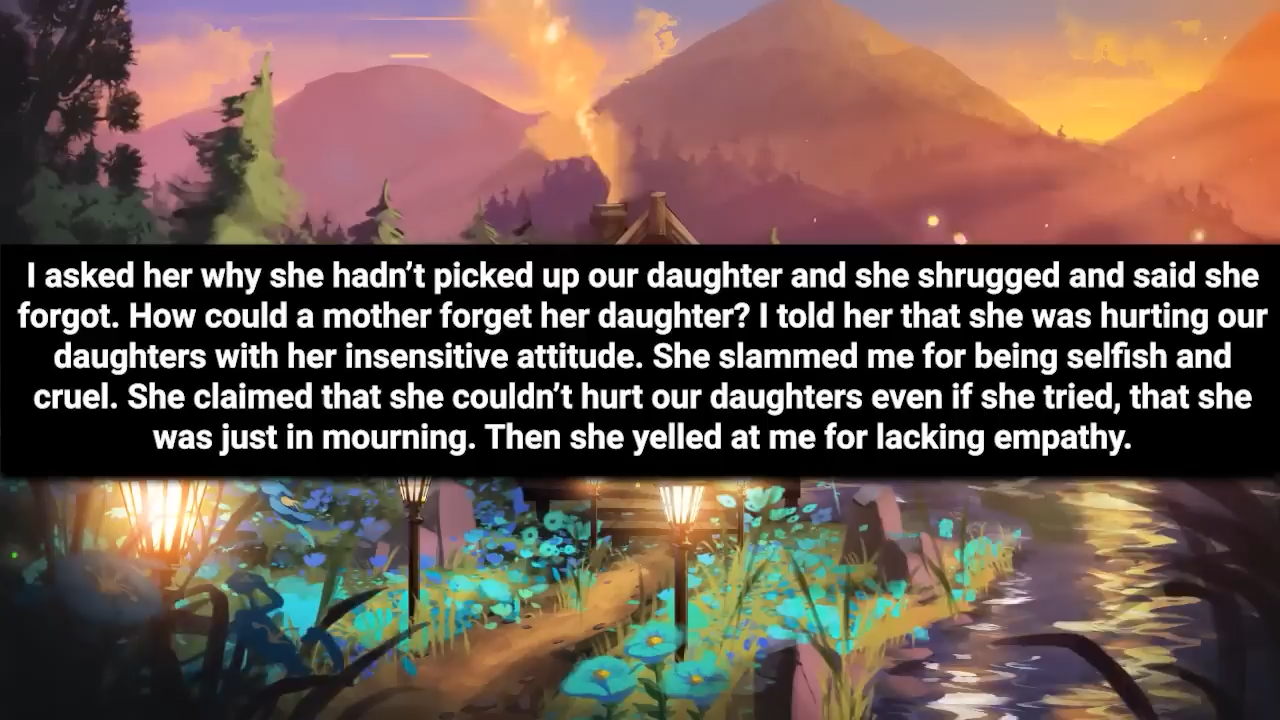 I asked her why she hadn’t picked up our daughter and she shrugged and said she
forgot. How could a mother forget her daughter? I told her that she was hurting our
daughters with her insensitive attitude. She slammed me for being selfish and
cruel. She claimed that she couldn’t hurt our daughters even if she tried, that she
was just in mourning. Then she yelled at me for lacking empathy.